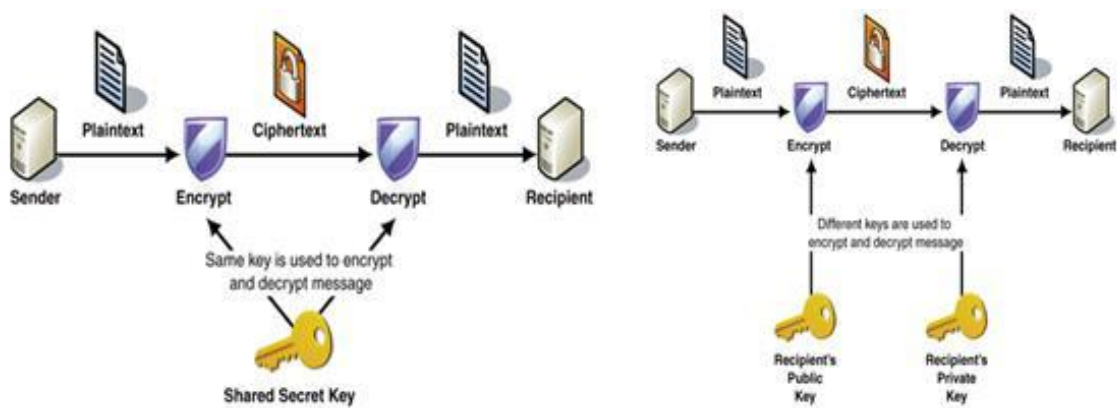 Plaintext
Ciphertext
Plaintext
Sender
Encrypt
Decrypt
Recipient
Same key is used to encrypt
and decrypt message
Shared Secret Key
Plaintext
Ciphertext
Plaintext
Sender
Encrypt
Decrypt
Recipient
Different keys are used to
encrypt and decrypt message
Recipient's
Public
Key
Recipient's
Private
Key